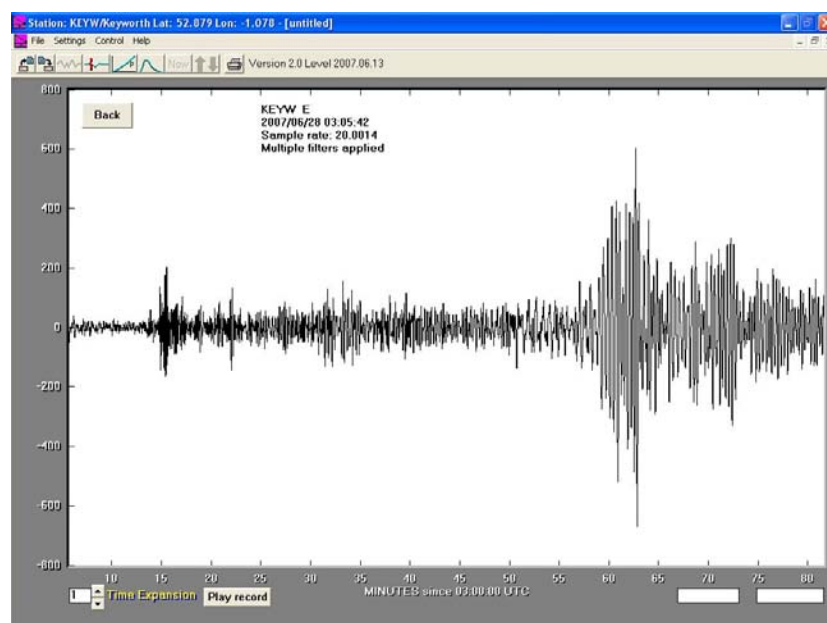 Station: KEYW/Keyworth Lat: 52.879 Lon: -1.078 - [untitled]
File Settings Control Help
Now Version 2.0 Level 2007.06.13
Back
KEYW E
2007/06/28 03:05:42
Sample rate: 20.0014
Multiple filters applied
800
600
400
200
0
-200
-400
-600
-800
10 15 20 25 30 35 40 45 50 55 60 65 70 75 80
MINUTES since 03:00:00 UTC
1 Time Expansion Play record